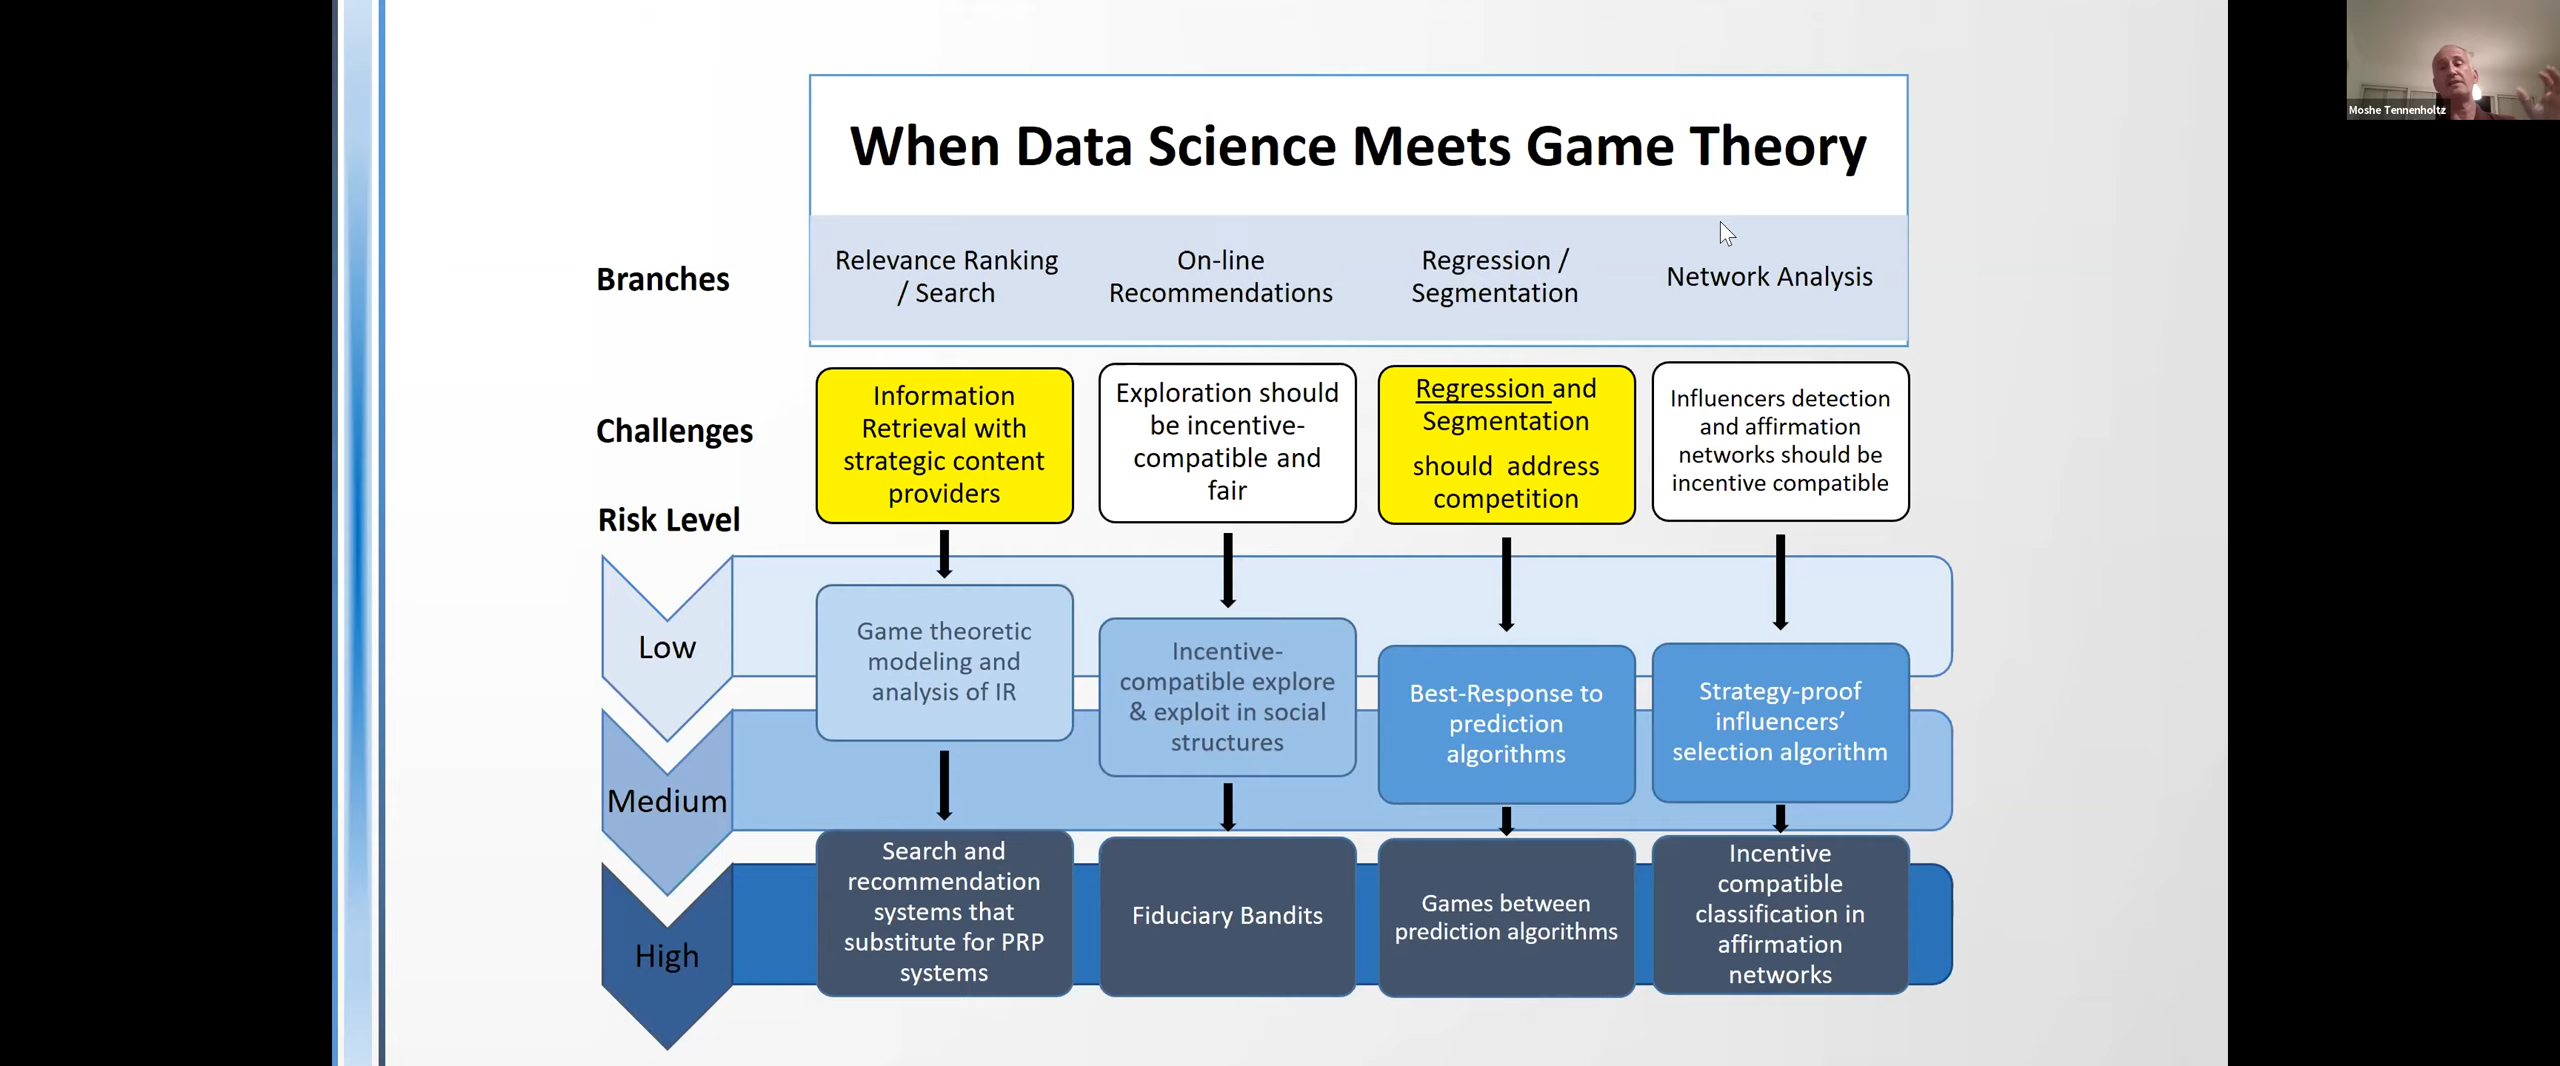 Moshe Tennenholtz
When Data Science Meets Game Theory
Branches
Relevance Ranking
/ Search
On-line
Recommendations
Regression /
Segmentation
Network Analysis
Challenges
Information
Retrieval with
strategic content
providers
Exploration should
be incentive-
compatible and
fair
Regression and
Segmentation
should address
competition
Influencers detection
and affirmation
networks should be
incentive compatible
Risk Level
Low
Game theoretic
modeling and
analysis of IR
Incentive-
compatible explore
& exploit in social
structures
Best-Response to
prediction
algorithms
Strategy-proof
influencers’
selection algorithm
Medium
High
Search and
recommendation
systems that
substitute for PRP
systems
Fiduciary Bandits
Games between
prediction algorithms
Incentive
compatible
classification in
affirmation
networks